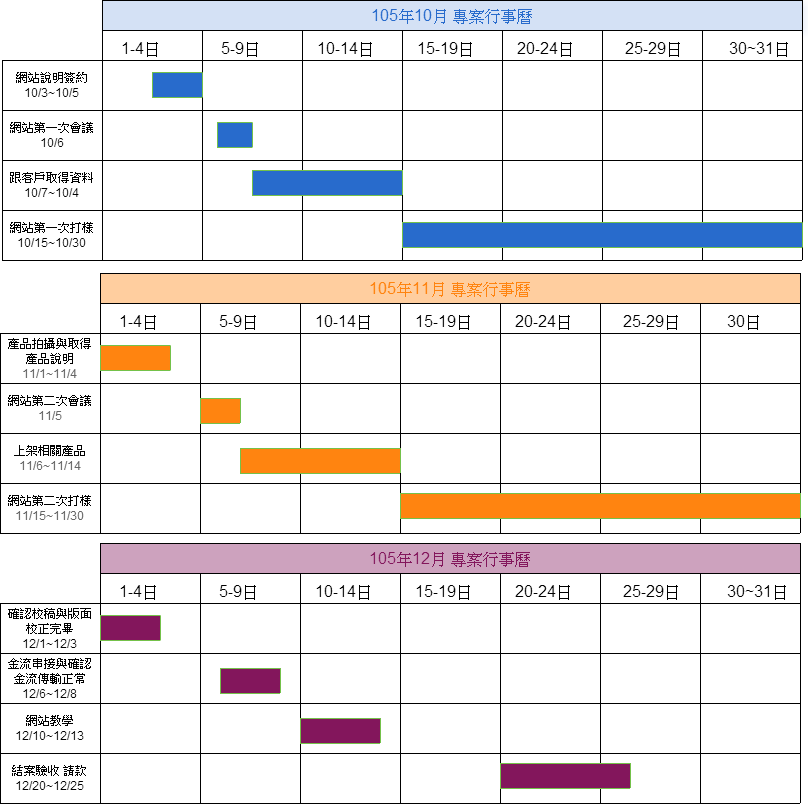 105年10月 專案行事曆
1-4日 5-9日 10-14日 15-19日 20-24日 25-29日 30~31日
網站說明簽約
10/3~10/5
網站第一次會議
10/6
跟客戶取得資料
10/7~10/4
網站第一次打樣
10/15~10/30
105年11月 專案行事曆
1-4日 5-9日 10-14日 15-19日 20-24日 25-29日 30日
產品拍攝與取得
產品說明
11/1~11/4
網站第二次會議
11/5
上架相關產品
11/6~11/14
網站第二次打樣
11/15~11/30
105年12月 專案行事曆
1-4日 5-9日 10-14日 15-19日 20-24日 25-29日 30~31日
確認校稿與版面
校正完畢
12/1~12/3
金流串接與確認
金流傳輸正常
12/6~12/8
網站教學
12/10~12/13
結案驗收 請款
12/20~12/25